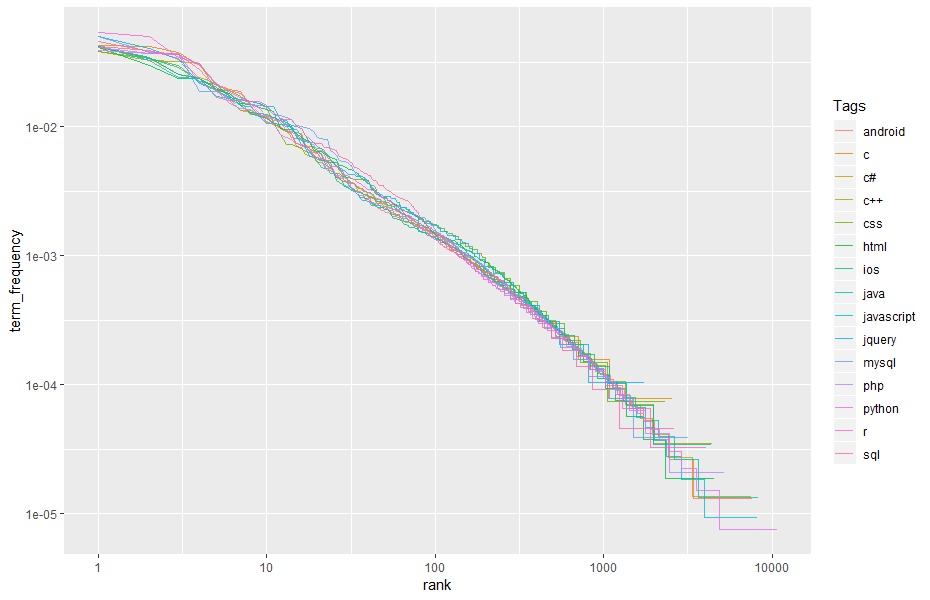 term_frequency
1e-02
1e-03
1e-04
1e-05
1
10
100
1000
10000
rank
Tags
android
c
c#
c++
css
html
ios
java
javascript
jquery
mysql
php
python
r
sql